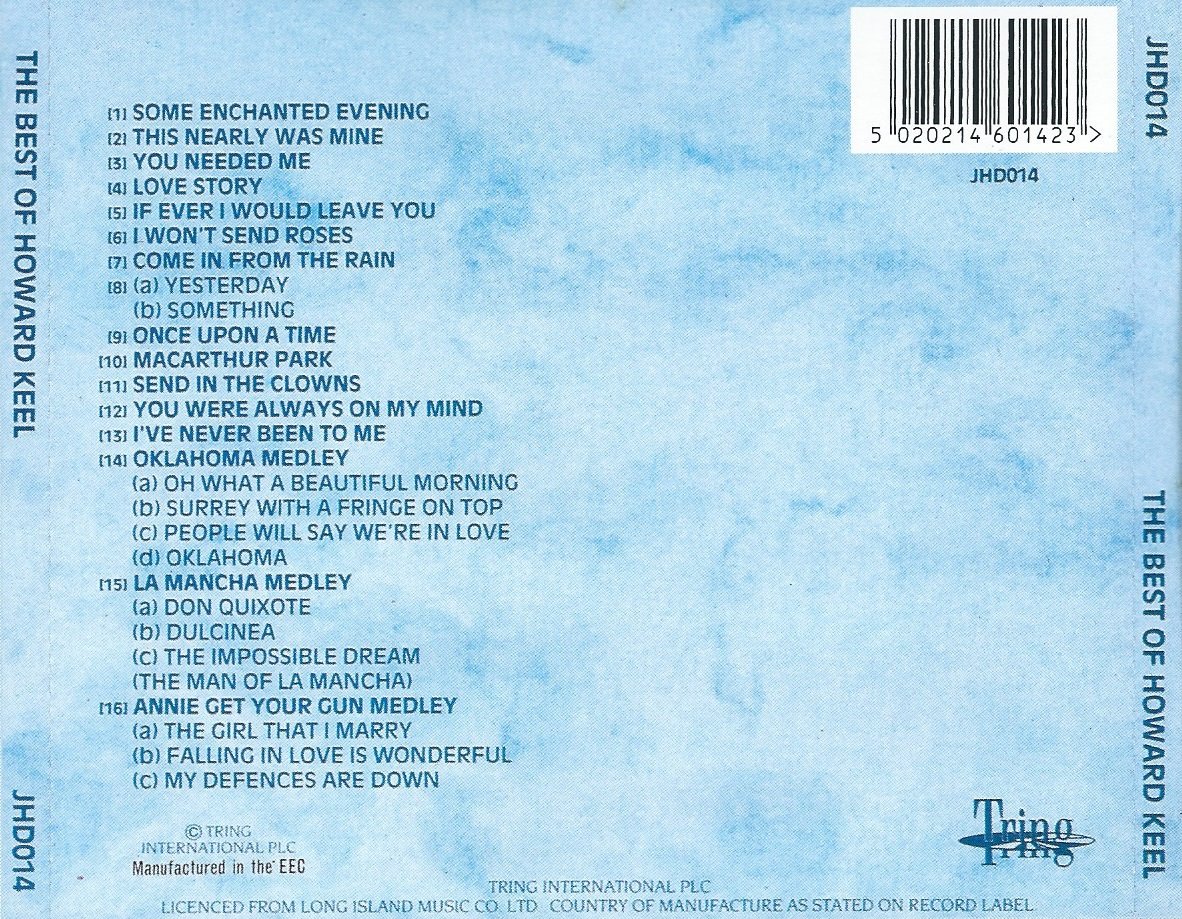 THE BEST OF HOWARD KEEL
JHD014
[1] SOME ENCHANTED EVENING
[2] THIS NEARLY WAS MINE
[3] YOU NEEDED ME
[4] LOVE STORY
[5] IF EVER I WOULD LEAVE YOU
[6] I WON'T SEND ROSES
[7] COME IN FROM THE RAIN
[8] (a) YESTERDAY
(b) SOMETHING
[9] ONCE UPON A TIME
[10] MACARTHUR PARK
[11] SEND IN THE CLOWNS
[12] YOU WERE ALWAYS ON MY MIND
[13] I'VE NEVER BEEN TO ME
[14] OKLAHOMA MEDLEY
(a) OH WHAT A BEAUTIFUL MORNING
(b) SURREY WITH A FRINGE ON TOP
(c) PEOPLE WILL SAY WE'RE IN LOVE
(d) OKLAHOMA
[15] LA MANCHA MEDLEY
(a) DON QUIXOTE
(b) DULCINEA
(c) THE IMPOSSIBLE DREAM
(THE MAN OF LA MANCHA)
[16] ANNIE GET YOUR GUN MEDLEY
(a) THE GIRL THAT I MARRY
(b) FALLING IN LOVE IS WONDERFUL
(c) MY DEFENCES ARE DOWN
© TRING
INTERNATIONAL PLC
Manufactured in the EEC
5 020214 601423 >
JHD014
Tring
TRING INTERNATIONAL PLC
LICENCED FROM LONG ISLAND MUSIC CO. LTD COUNTRY OF MANUFACTURE AS STATED ON RECORD LABEL
JHD014
THE BEST OF HOWARD KEEL